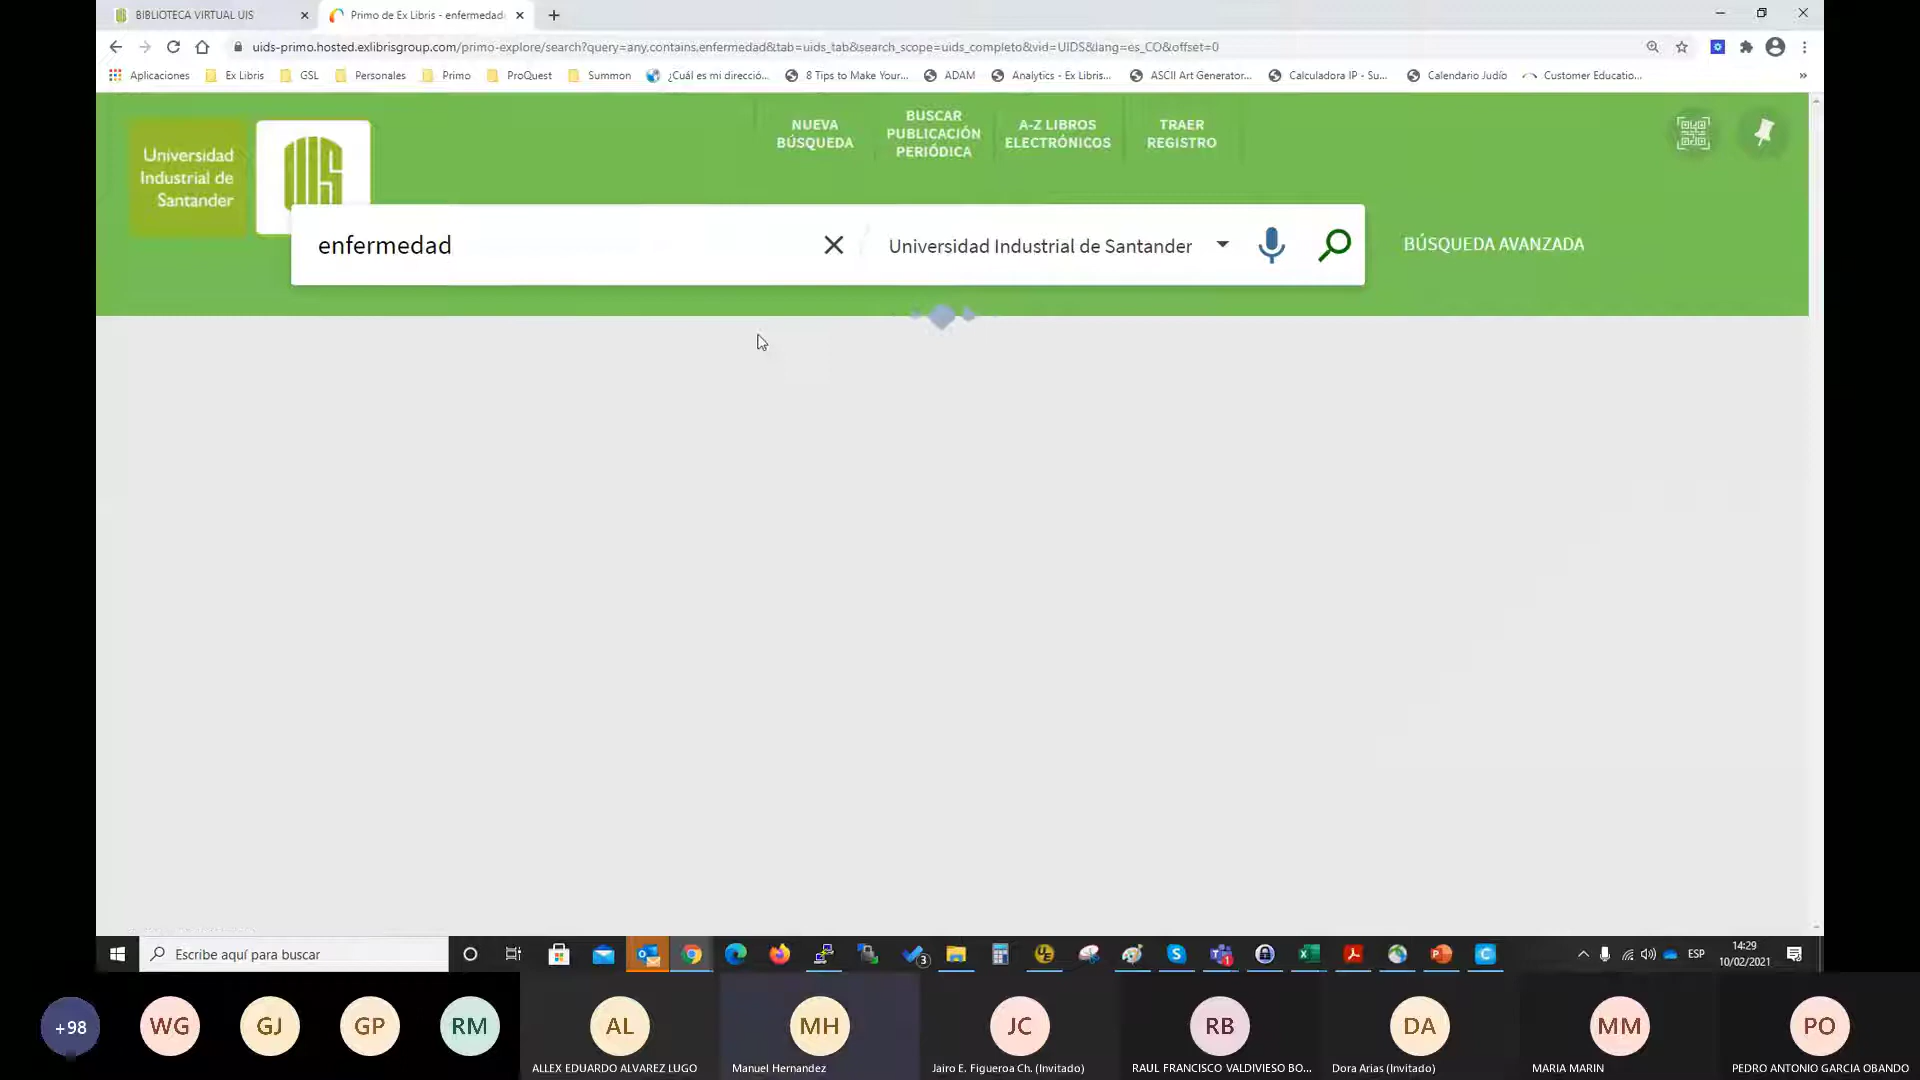 BIBLIOTECA VIRTUAL UIS
Primo de Ex Libris - enfermedad
uids-primo.hosted.exlibrisgroup.com/primo-explore/search?query=any,contains,enfermedad&tab=uids_tab&search_scope=uids_completo&vid=UIDS&lang=es_CO&offset=0
Aplicaciones Ex Libris GSL Personales Primo ProQuest Summon ¿Cuál es mi direcció... 8 Tips to Make Your... ADAM Analytics - Ex Libris... ASCII Art Generator... Calculadora IP - Su... Calendario Judío Customer Educatio... »
Universidad
Industrial de
Santander
UIS
NUEVA
BÚSQUEDA
BUSCAR
PUBLICACIÓN
PERIÓDICA
A-Z LIBROS
ELECTRÓNICOS
TRAER
REGISTRO
enfermedad
Universidad Industrial de Santander
BÚSQUEDA AVANZADA
Escribe aquí para buscar
3
1
ESP
14:29
10/02/2021
+98
WG
GJ
GP
RM
AL
MH
JC
RB
DA
MM
PO
ALLEX EDUARDO ALVAREZ LUGO
Manuel Hernandez
Jairo E. Figueroa Ch. (Invitado)
RAUL FRANCISCO VALDIVIESO BO...
Dora Arias (Invitado)
MARIA MARIN
PEDRO ANTONIO GARCIA OBANDO